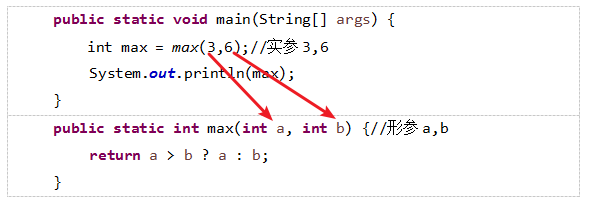 public static void main(String[] args) {
int max = max(3,6);//实参3,6
System.out.println(max);
}
public static int max(int a, int b) {//形参a,b
return a > b ? a : b;
}